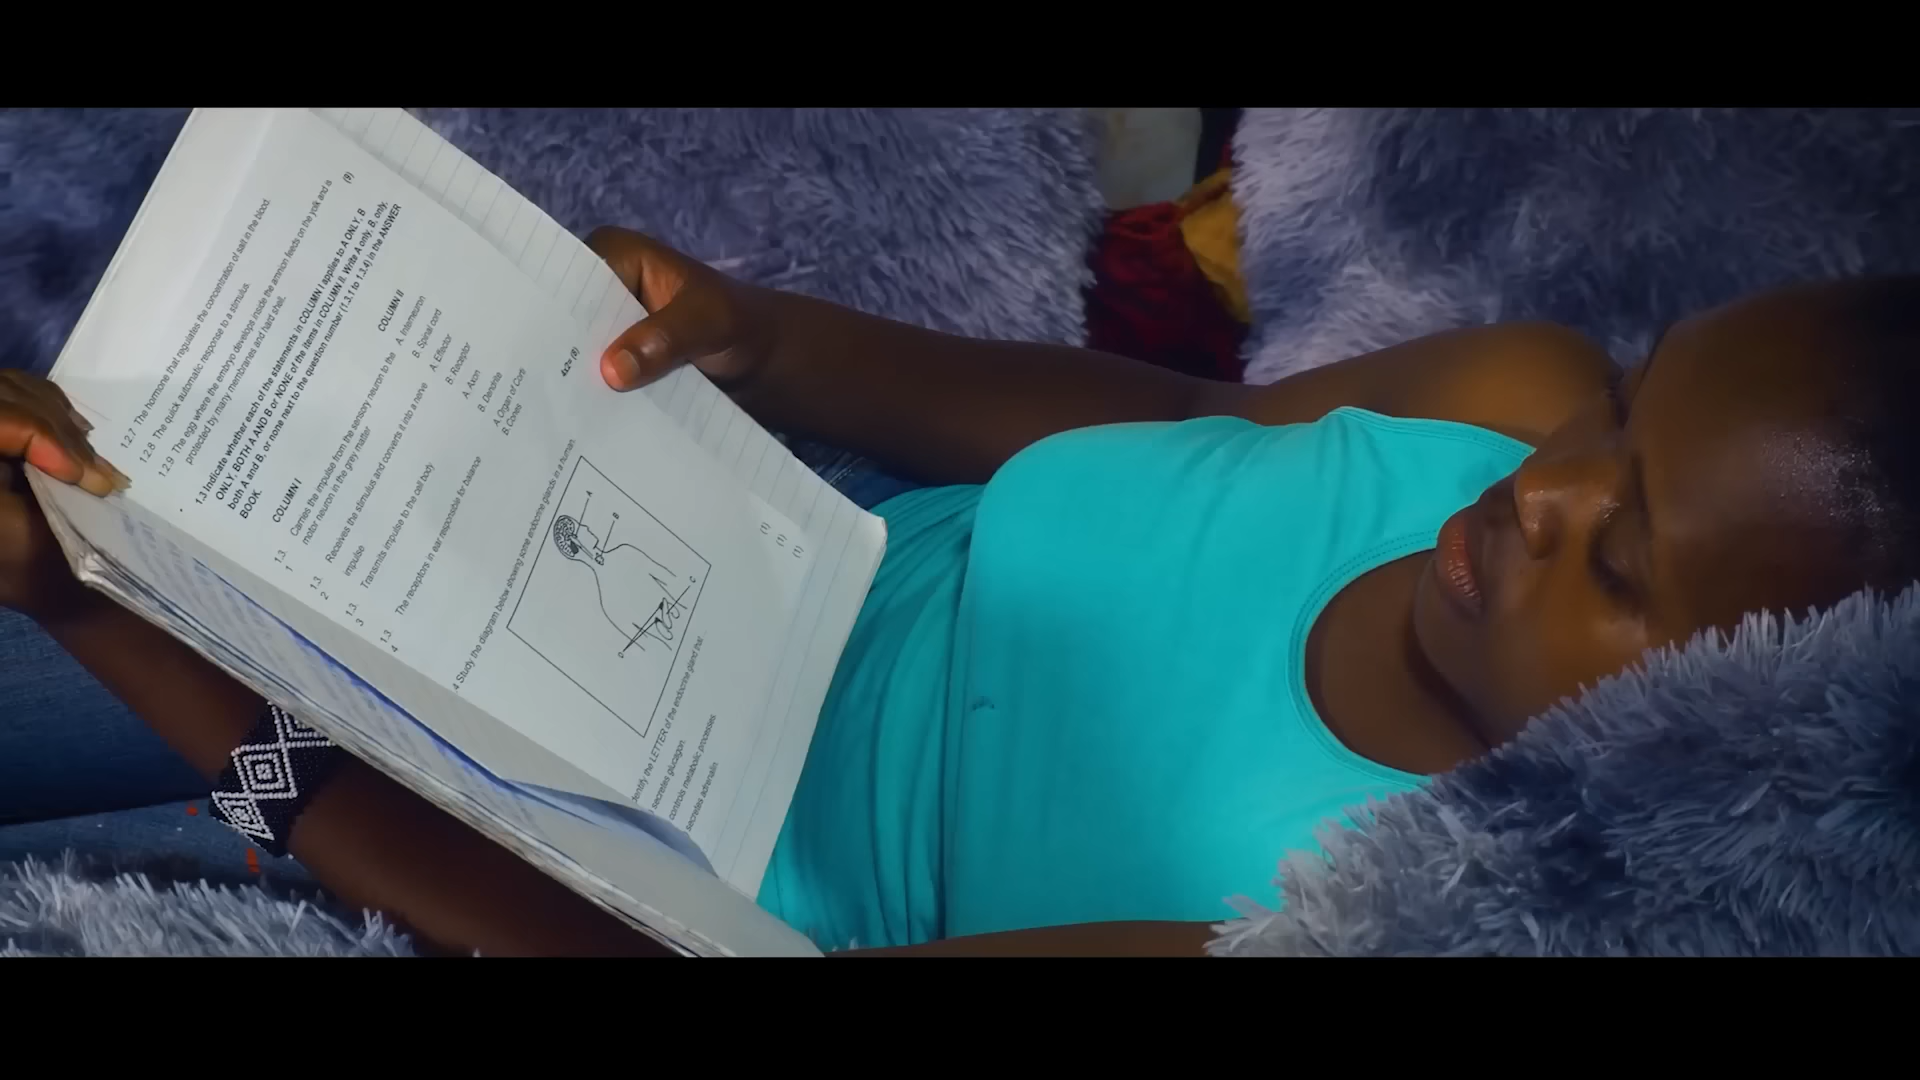 1.2.7 The hormone that regulates the concentration of salt in the blood.
1.2.8 The quick automatic response to a stimulus.
1.2.9 The egg where the embryo develops inside the amnion feeds on the yolk and a
protected by many membranes and hard shell.
(9)
1.3 Indicate whether each of the statements in COLUMN I applies to A ONLY, B
ONLY, BOTH A AND B or NONE of the items in COLUMN II. Write A only, B, only,
both A and B, or none next to the question number (1.3.1 to 1.3.4) in the ANSWER
BOOK.
COLUMN I COLUMN II
1.3.1 Carries the impulse from the sensory neuron to the A. Interneuron
motor neuron in the grey matter B. Spinal cord
1.3.2 Receives the stimulus and converts it into a nerve A. Effector
impulse B. Receptor
1.3.3 Transmits impulse to the cell body A. Axon
B. Dendrite
1.3.4 The receptors in ear responsible for balance A. Organ of Corti
B. Cones
4x2= (8)
.4 Study the diagram below showing some endocrine glands in a human.
A
B
C
D
identify the LETTER of the endocrine gland that:
secretes glucagon. (1)
controls metabolic processes (1)
secretes adrenalin (1)